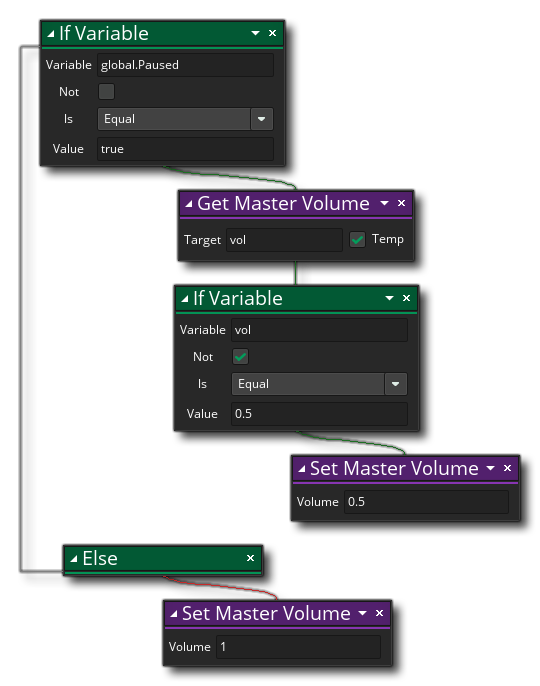 If Variable
Variable global.Paused
Not
Is Equal
Value true
Get Master Volume
Target vol Temp
If Variable
Variable vol
Not
Is Equal
Value 0.5
Set Master Volume
Volume 0.5
Else
Set Master Volume
Volume 1